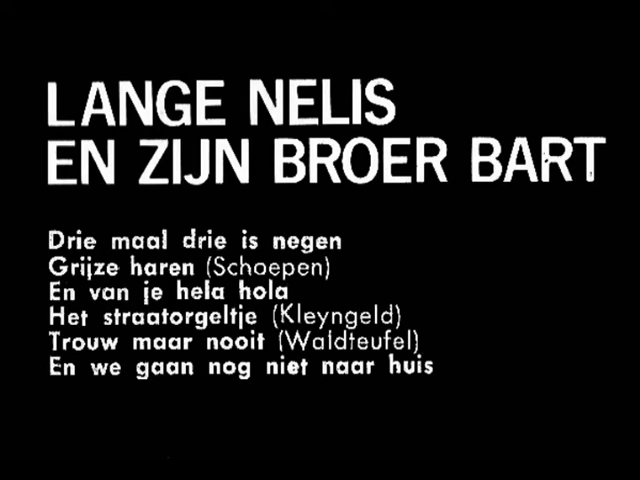 LANGE NELIS
EN ZIJN BROER BART
Drie maal drie is negen
Grijze haren (Schoepen)
En van je hela hola
Het straatorgeltje (Kleyngeld)
Trouw maar nooit (Waldteufel)
En we gaan nog niet naar huis